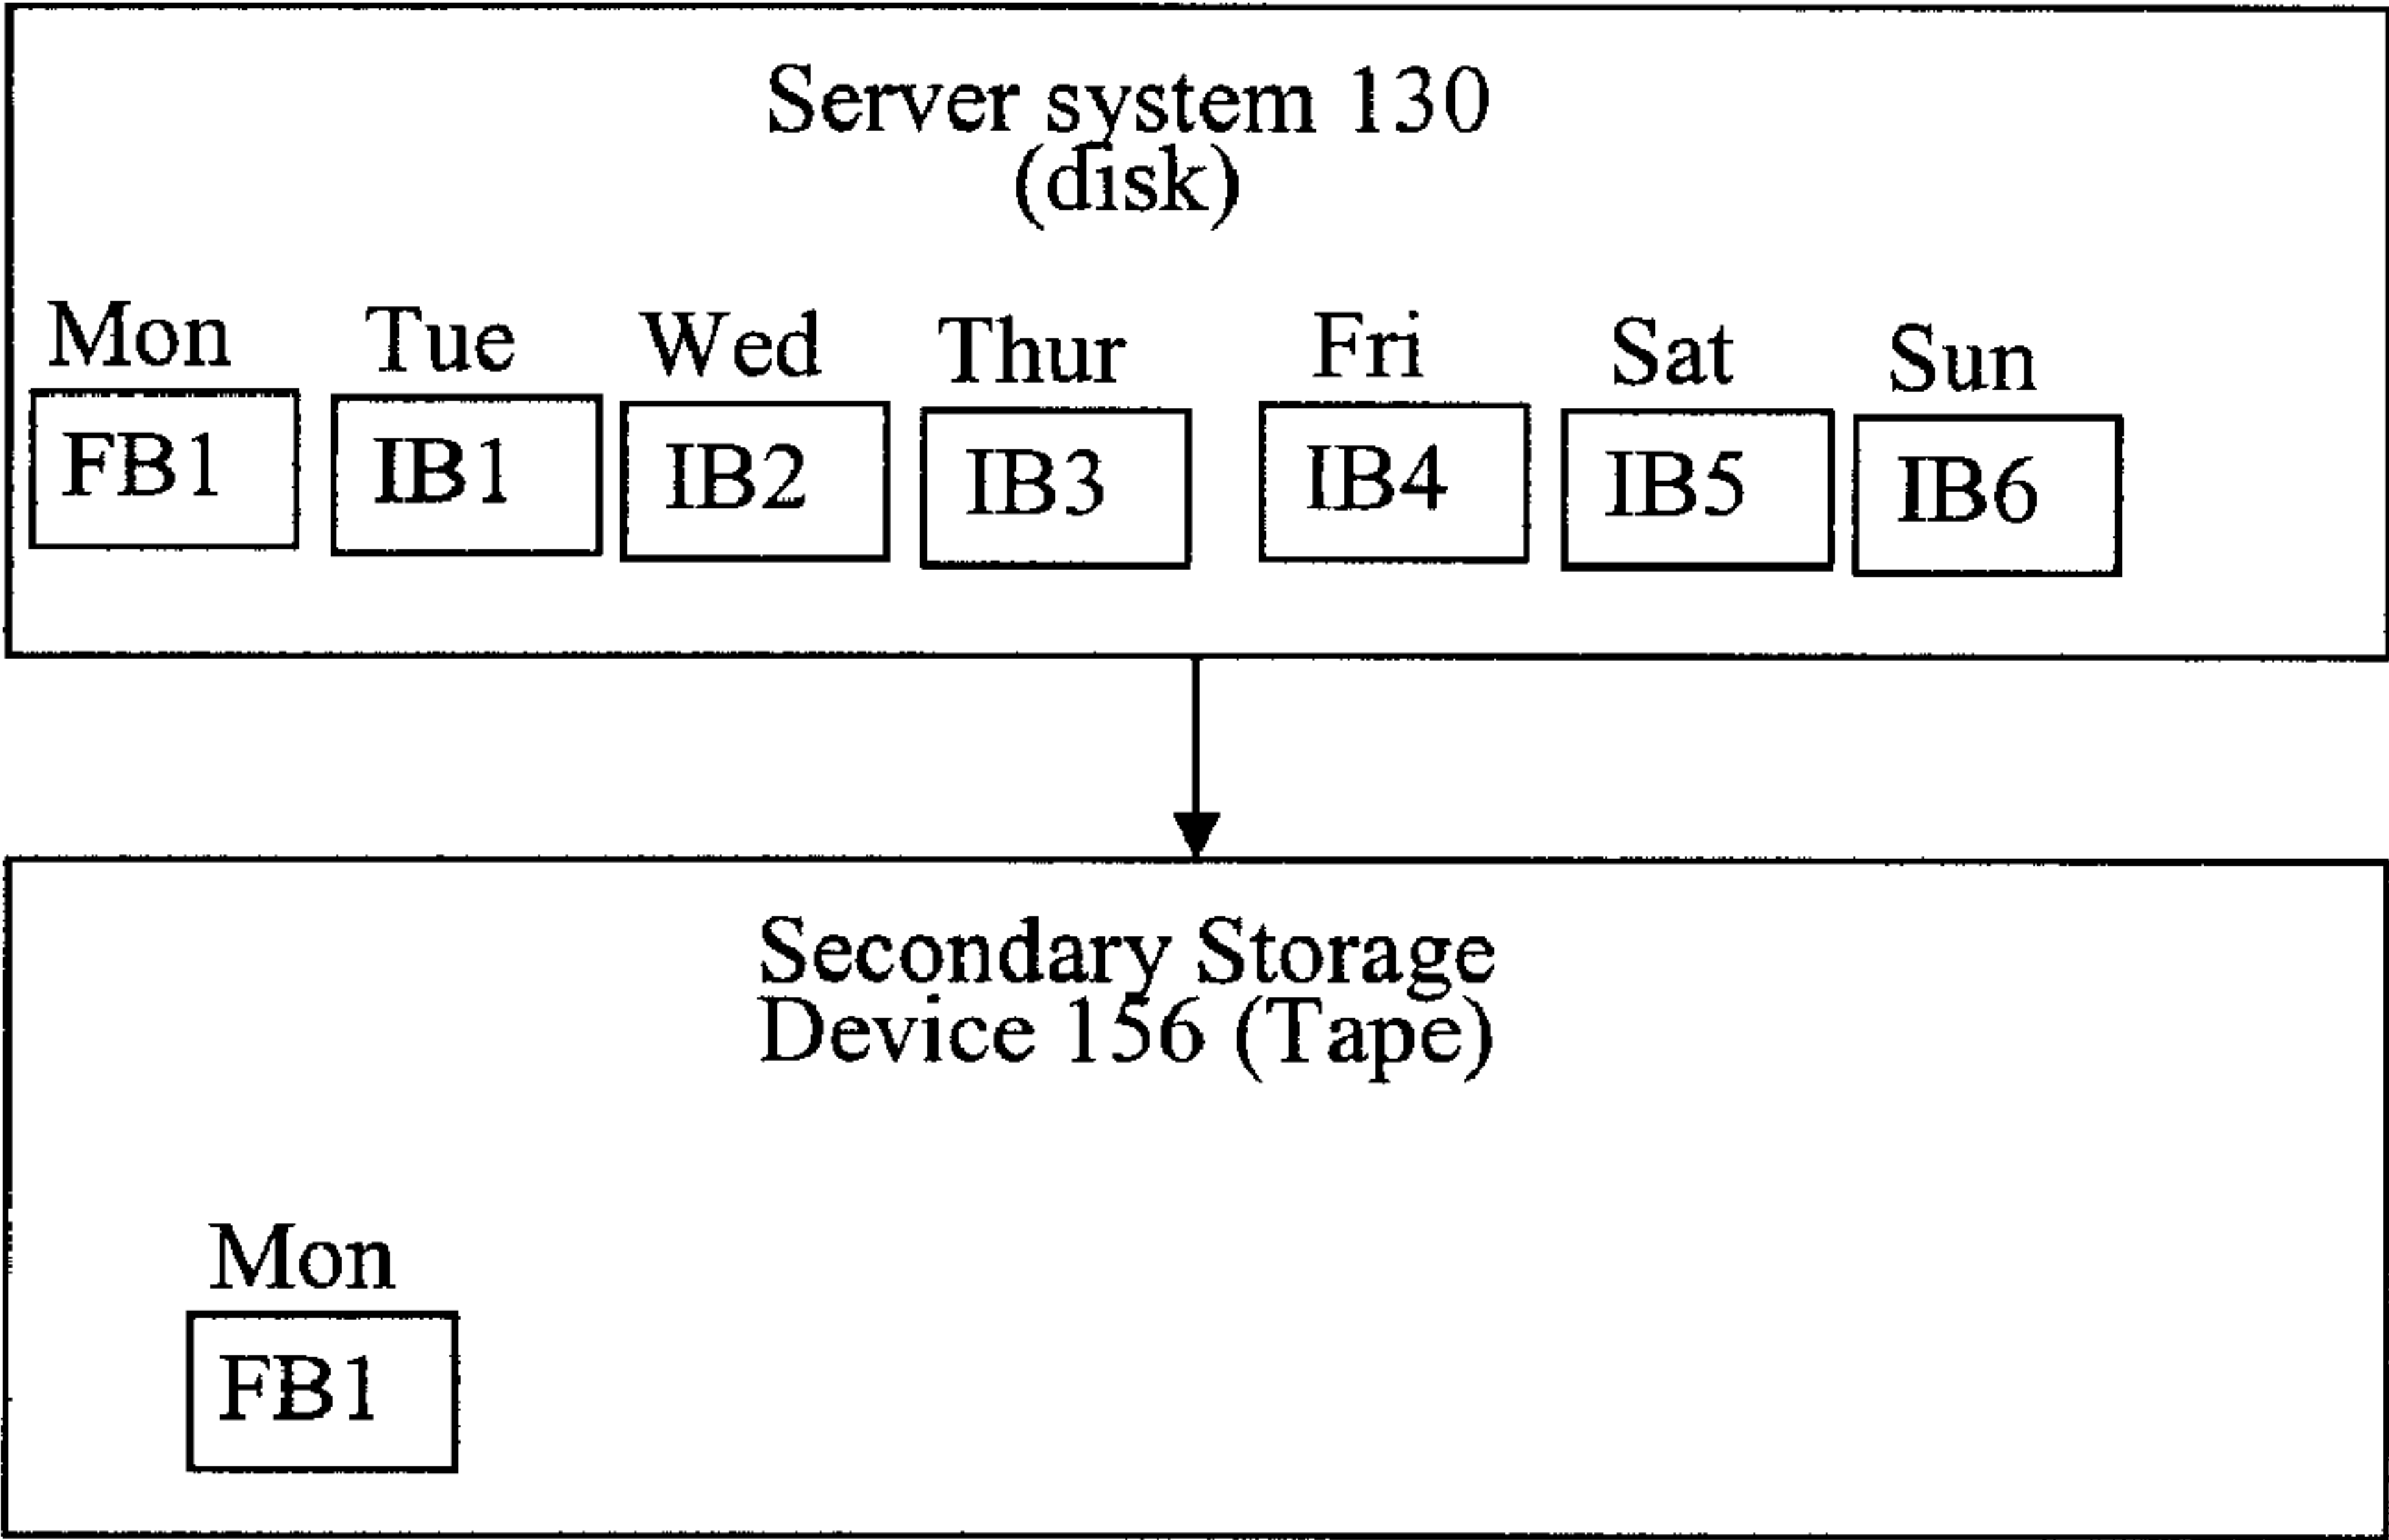 Server system 130
(disk)
Mon Tue Wed Thur Fri Sat Sun
FB1 IB1 IB2 IB3 IB4 IB5 IB6
Secondary Storage
Device 156 (Tape)
Mon
FB1